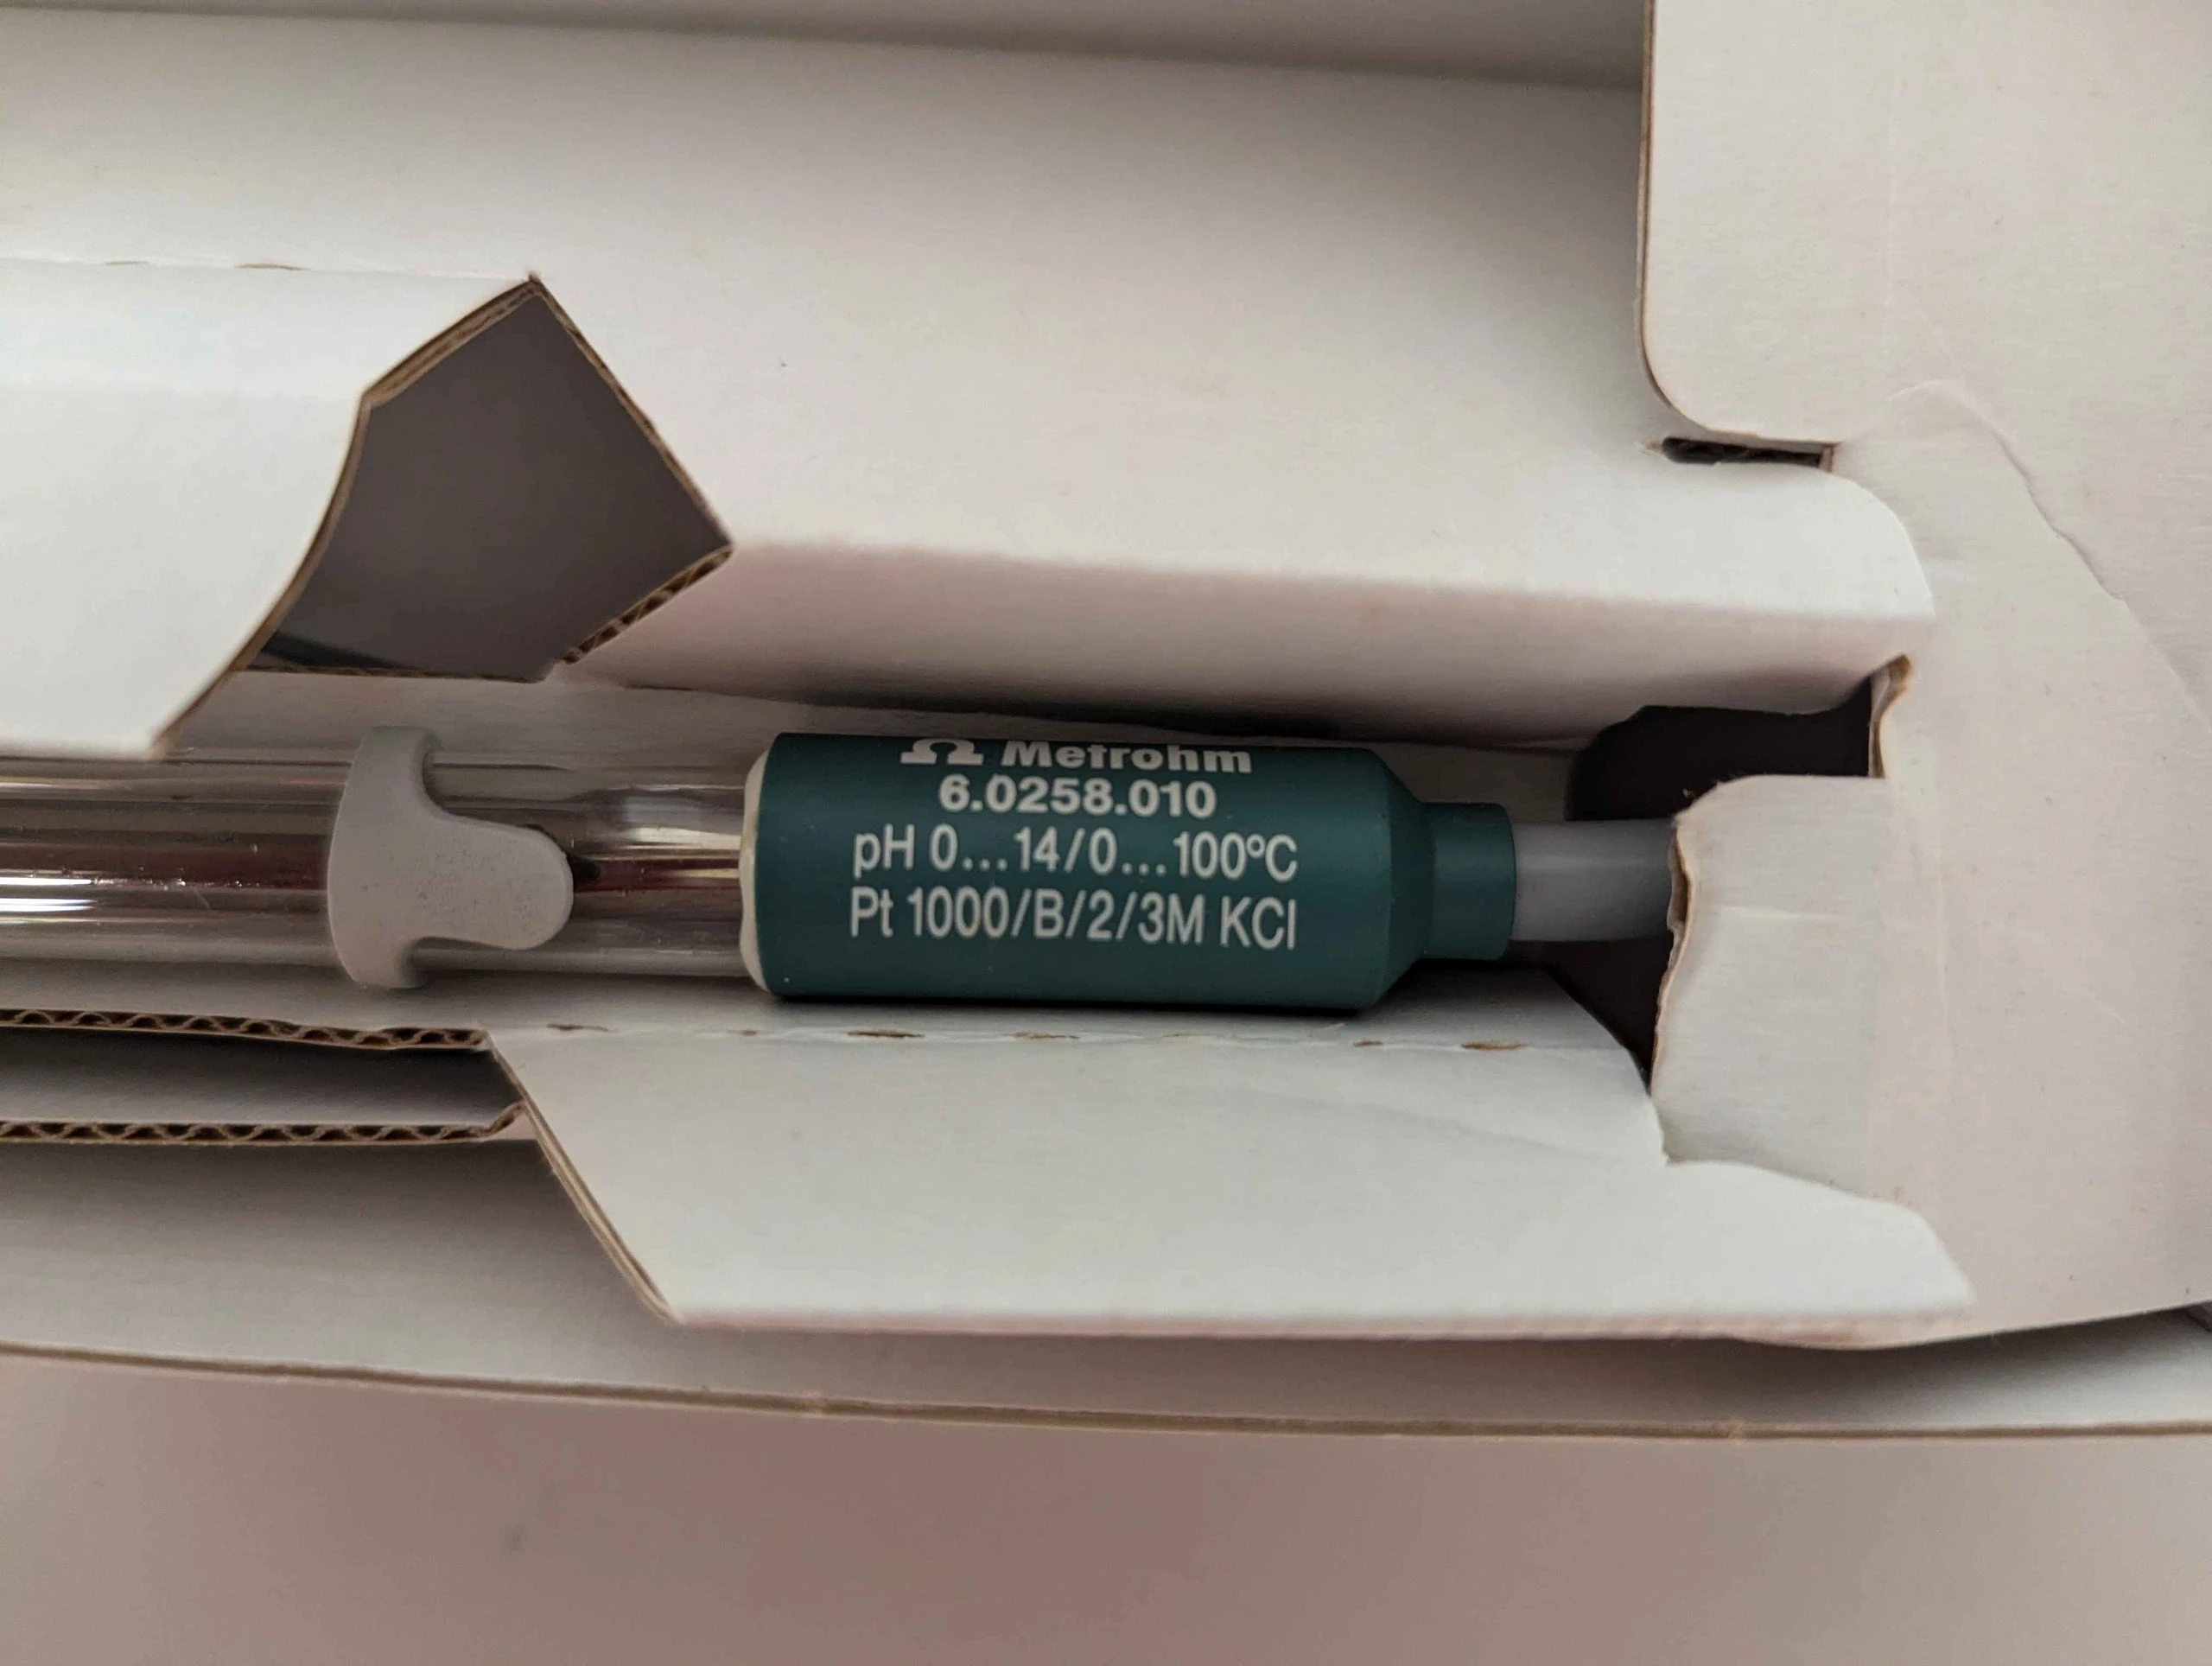 Ω Metrohm
6.0258.010
pH 0...14/0...100°C
Pt 1000/B/2/3M KCl